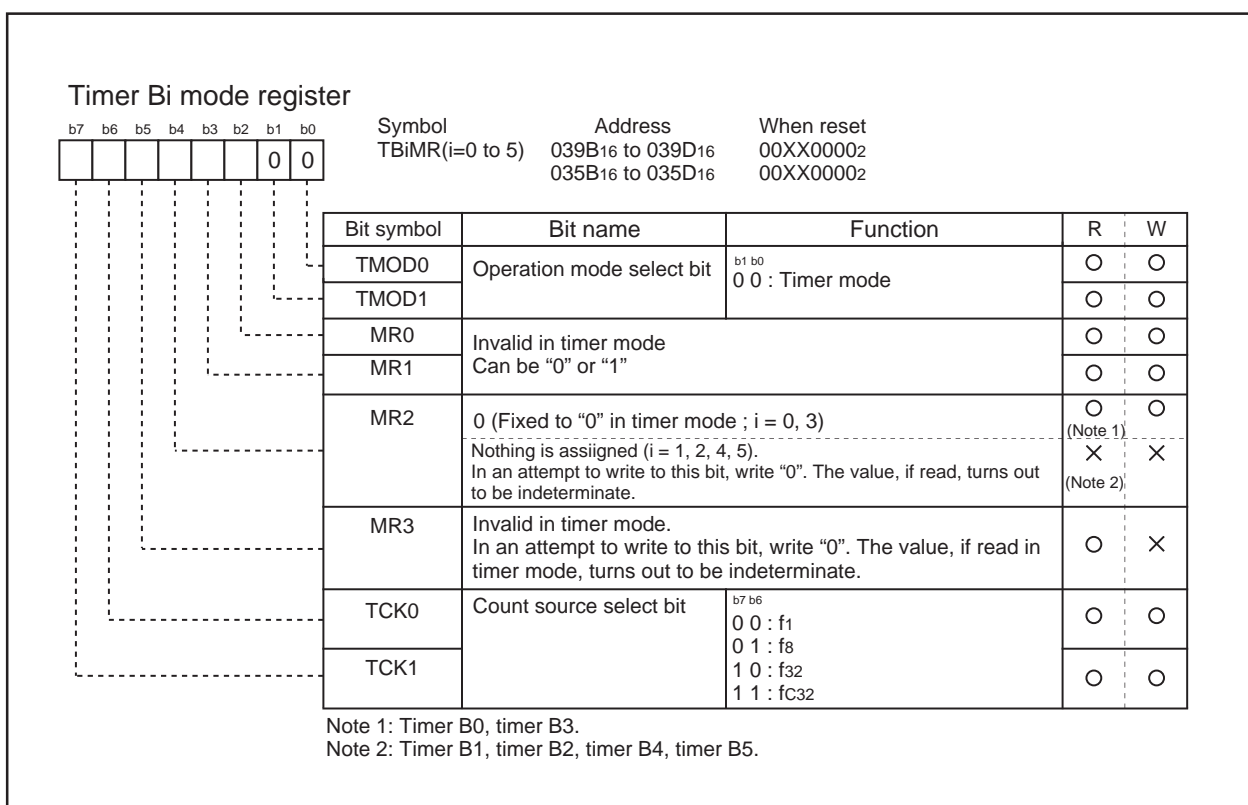 Timer Bi mode register
b7 b6 b5 b4 b3 b2 b1 b0
0 0
Symbol Address When reset
TBiMR(i=0 to 5) 039B16 to 039D16 00XX00002
035B16 to 035D16 00XX00002
Bit symbol Bit name Function R W
TMOD0 Operation mode select bit b1 b0
0 0 : Timer mode
TMOD1
MR0 Invalid in timer mode
MR1 Can be “0” or “1”
MR2 0 (Fixed to “0” in timer mode ; i = 0, 3) (Note 1)
Nothing is assiigned (i = 1, 2, 4, 5).
In an attempt to write to this bit, write “0”. The value, if read, turns out
to be indeterminate. (Note 2)
MR3 Invalid in timer mode.
In an attempt to write to this bit, write “0”. The value, if read in
timer mode, turns out to be indeterminate.
TCK0 Count source select bit b7 b6
0 0 : f1
0 1 : f8
TCK1 1 0 : f32
1 1 : fC32
Note 1: Timer B0, timer B3.
Note 2: Timer B1, timer B2, timer B4, timer B5.